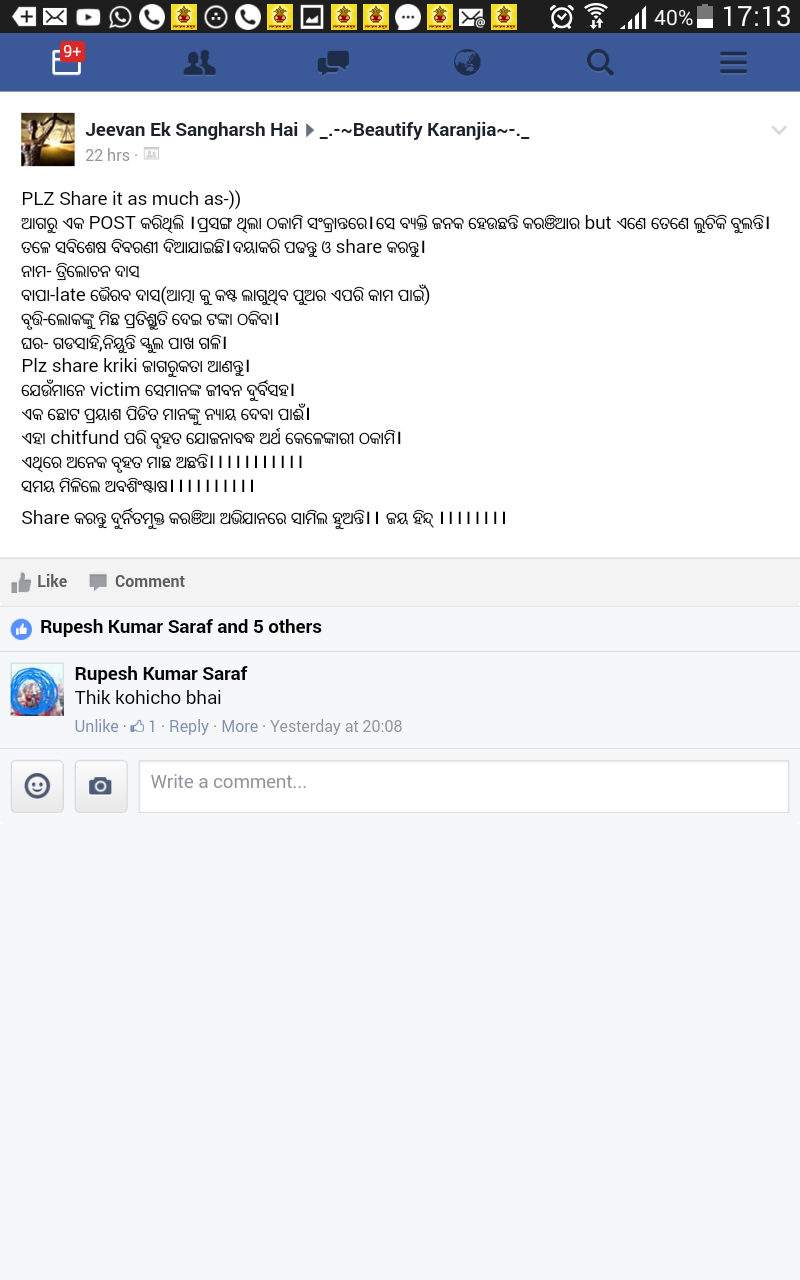 40% 17:13
9+
Jeevan Ek Sangharsh Hai ▸ _.-~Beautify Karanjia~-._
22 hrs ·
PLZ Share it as much as-))
ଆଗରୁ ଏକ POST କରିଥିଲି ।ପ୍ରସଙ୍ଗ ଥିଲା ଠକାମି ସଂକ୍ରାନ୍ତରେ।ସେ ବ୍ୟକ୍ତି ଜନକ ହେଉଛନ୍ତି କରଞିଆର but ଏଣେ ତେଣେ ଲୁଚିକି ବୁଲନ୍ତି।
ତଳେ ସବିଶେଷ ବିବରଣୀ ଦିଆଯାଇଛି।ଦୟାକରି ପଢନ୍ତୁ ଓ share କରନ୍ତୁ।
ନାମ- ତ୍ରିଲୋଚନ ଦାସ
ବାପା-late ଭୈରବ ଦାସ(ଆତ୍ମା କୁ କଷ୍ଟ ଲାଗୁଥିବ ପୁଅର ଏପରି କାମ ପାଇଁ)
ବୃତ୍ତି-ଲୋକଙ୍କୁ ମିଛ ପ୍ରତିଶ୍ରୁତି ଦେଇ ଟଙ୍କା ଠକିବା।
ଘର- ଗଡସାହି,ନିୟୁନ୍ତି ସ୍କୁଲ ପାଖ ଗଳି।
Plz share kriki ଜାଗରୁକତା ଆଣନ୍ତୁ।
ଯେଉଁମାନେ victim ସେମାନଙ୍କ ଜୀବନ ଦୁର୍ବିସହ।
ଏକ ଛୋଟ ପ୍ରୟାଶ ପିଡିତ ମାନଙ୍କୁ ନ୍ୟାୟ ଦେବା ପାଈଁ।
ଏହା chitfund ପରି ବୃହତ ଯୋଜନାବଦ୍ଧ ଅର୍ଥ କେଳେଙ୍କାରୀ ଠକାମି।
ଏଥିରେ ଅନେକ ବୃହତ ମାଛ ଅଛନ୍ତି।।।।।।।।।।।
ସମୟ ମିଳିଲେ ଅବଶିଂଷ୍ଟାଷ।।।।।।।।।।
Share କରନ୍ତୁ ଦୁର୍ନିତମୁକ୍ତ କରଞିଆ ଅଭିଯାନରେ ସାମିଲ ହୁଅନ୍ତି।। ଜୟ ହିନ୍ଦ୍ ।।।।।।।।
Like Comment
Rupesh Kumar Saraf and 5 others
Rupesh Kumar Saraf
Thik kohicho bhai
Unlike · 1 · Reply · More · Yesterday at 20:08
Write a comment...